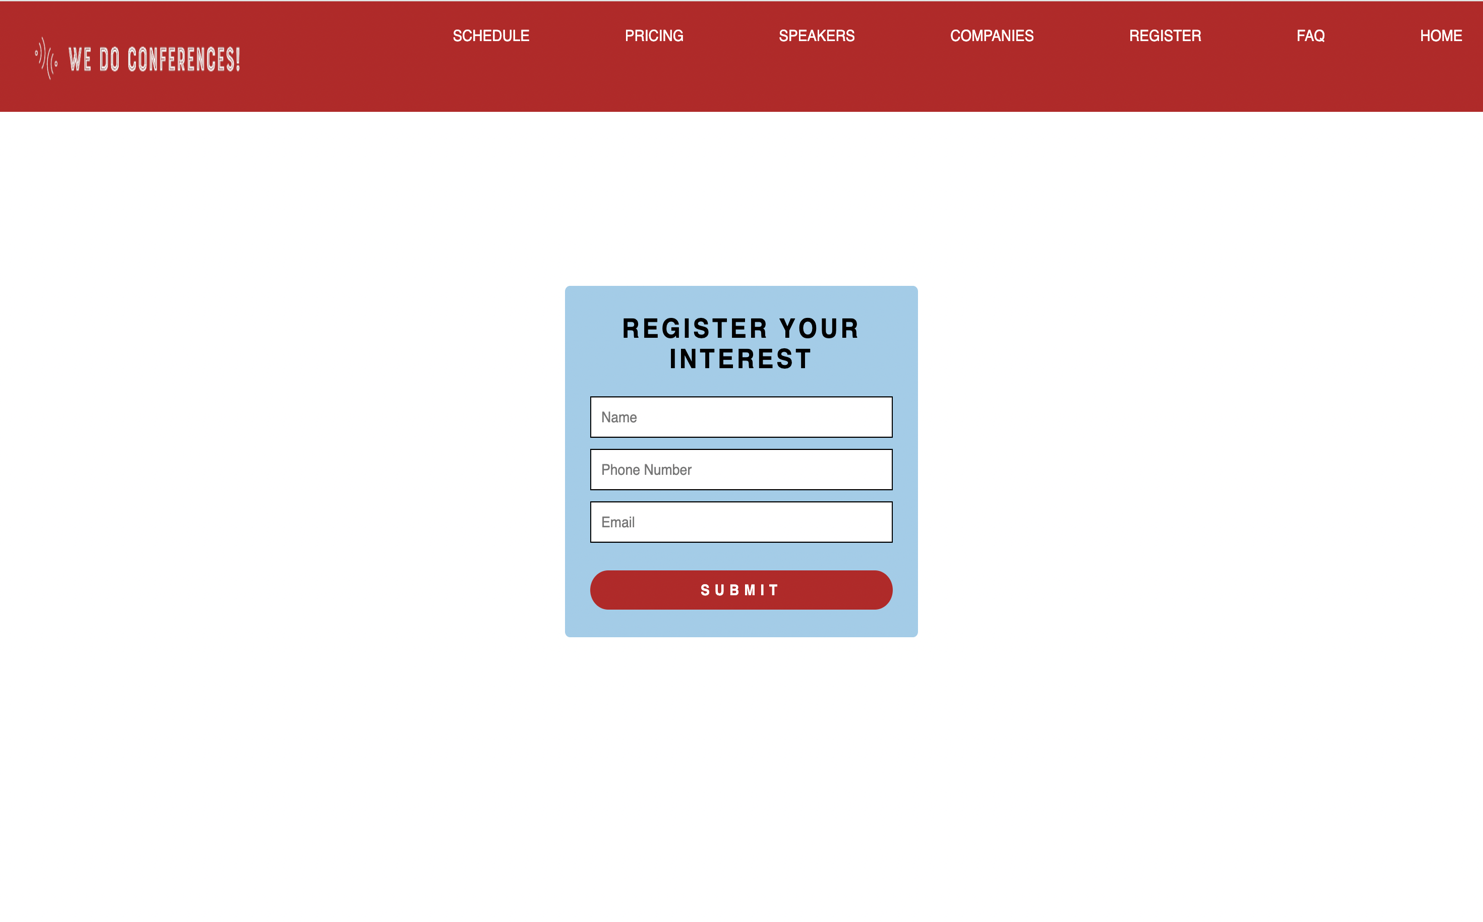 WE DO CONFERENCES!
SCHEDULE
PRICING
SPEAKERS
COMPANIES
REGISTER
FAQ
HOME
REGISTER YOUR
INTEREST
Name
Phone Number
Email
SUBMIT